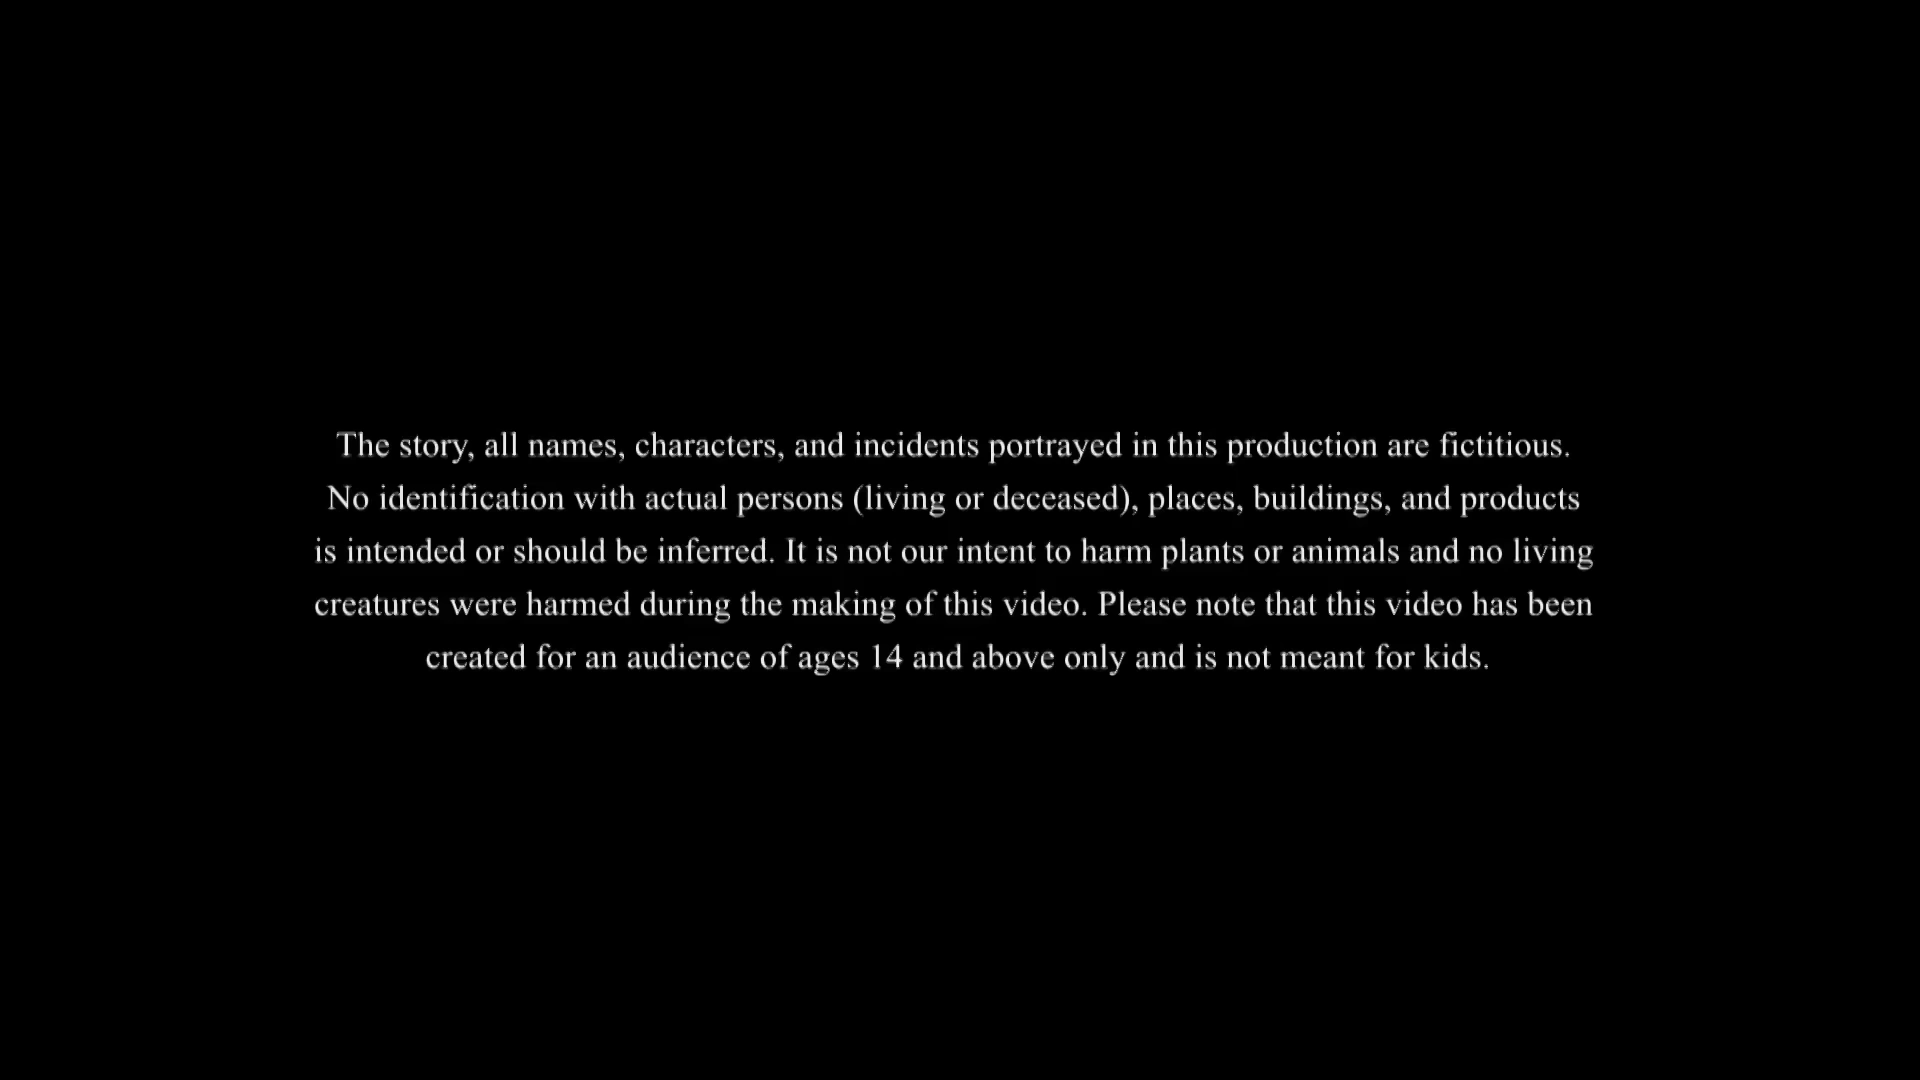 The story, all names, characters, and incidents portrayed in this production are fictitious.
No identification with actual persons (living or deceased), places, buildings, and products
is intended or should be inferred. It is not our intent to harm plants or animals and no living
creatures were harmed during the making of this video. Please note that this video has been
created for an audience of ages 14 and above only and is not meant for kids.